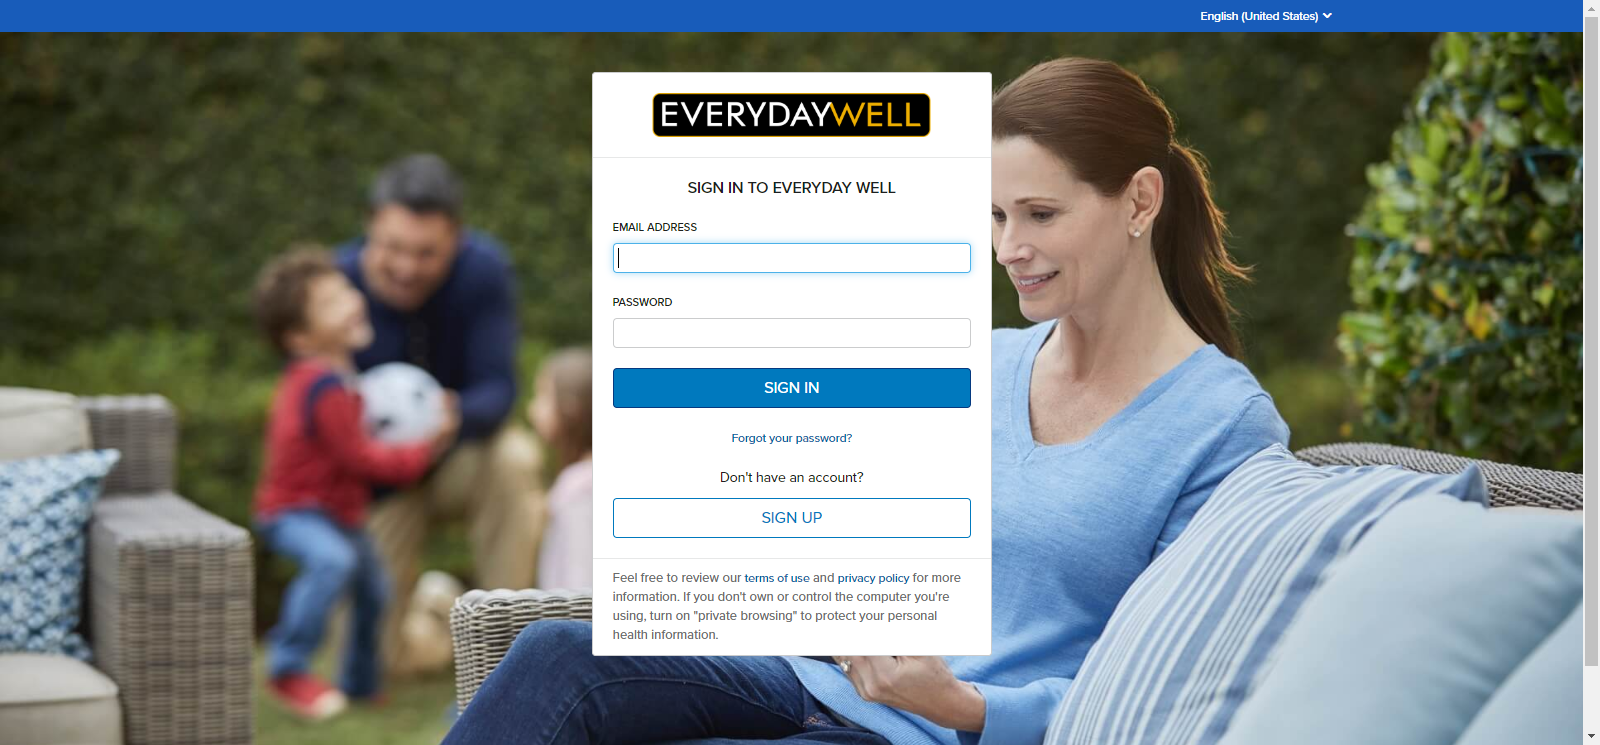 English (United States)
EVERYDAYWELL
SIGN IN TO EVERYDAY WELL
EMAIL ADDRESS
PASSWORD
SIGN IN
Forgot your password?
Don't have an account?
SIGN UP
Feel free to review our terms of use and privacy policy for more
information. If you don't own or control the computer you're
using, turn on "private browsing" to protect your personal
health information.